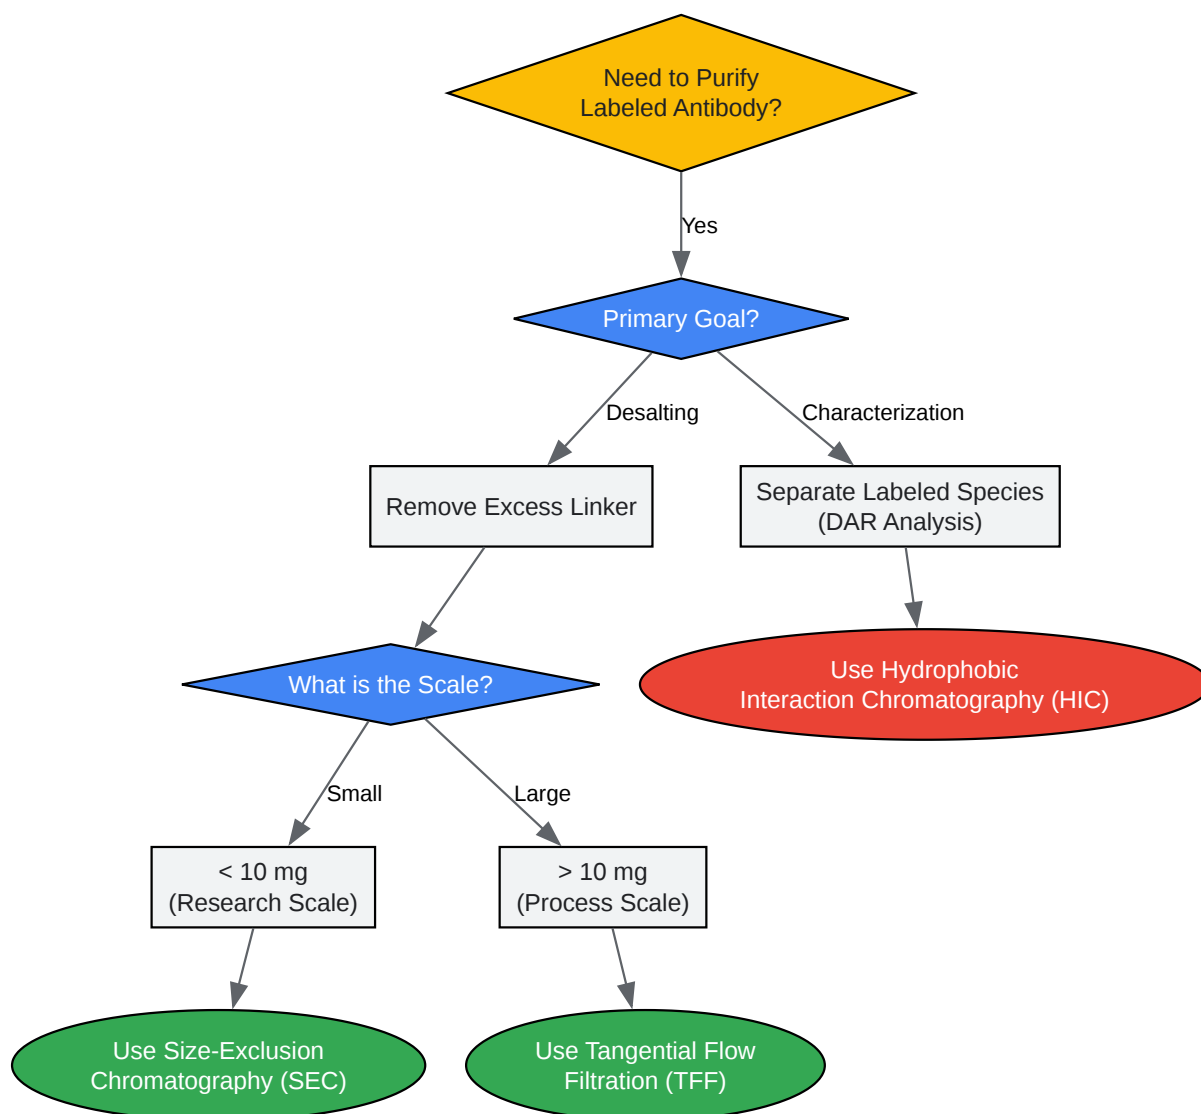 Need to Purify
Labeled Antibody?
Yes
Primary Goal?
Desalting
Characterization
Remove Excess Linker
Separate Labeled Species
(DAR Analysis)
What is the Scale?
Use Hydrophobic
Interaction Chromatography (HIC)
Small
Large
< 10 mg
(Research Scale)
> 10 mg
(Process Scale)
Use Size-Exclusion
Chromatography (SEC)
Use Tangential Flow
Filtration (TFF)